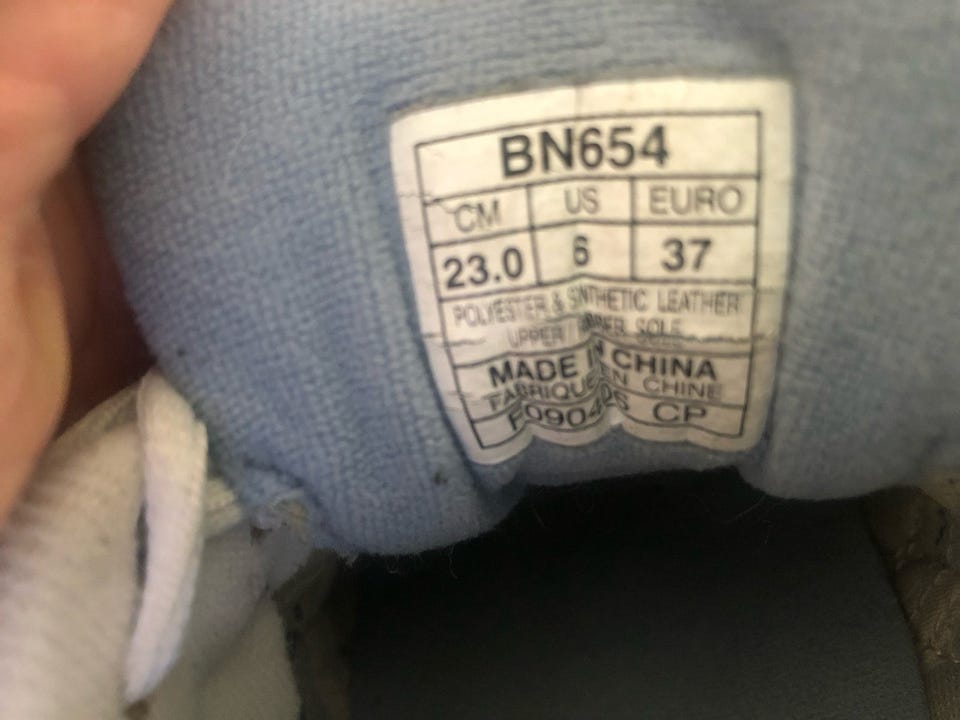 BN654
CM US EURO
23.0 6 37
POLYESTER & SYNTHETIC LEATHER
UPPER SOLE
MADE IN CHINA
FABRIQUE EN CHINE
CP